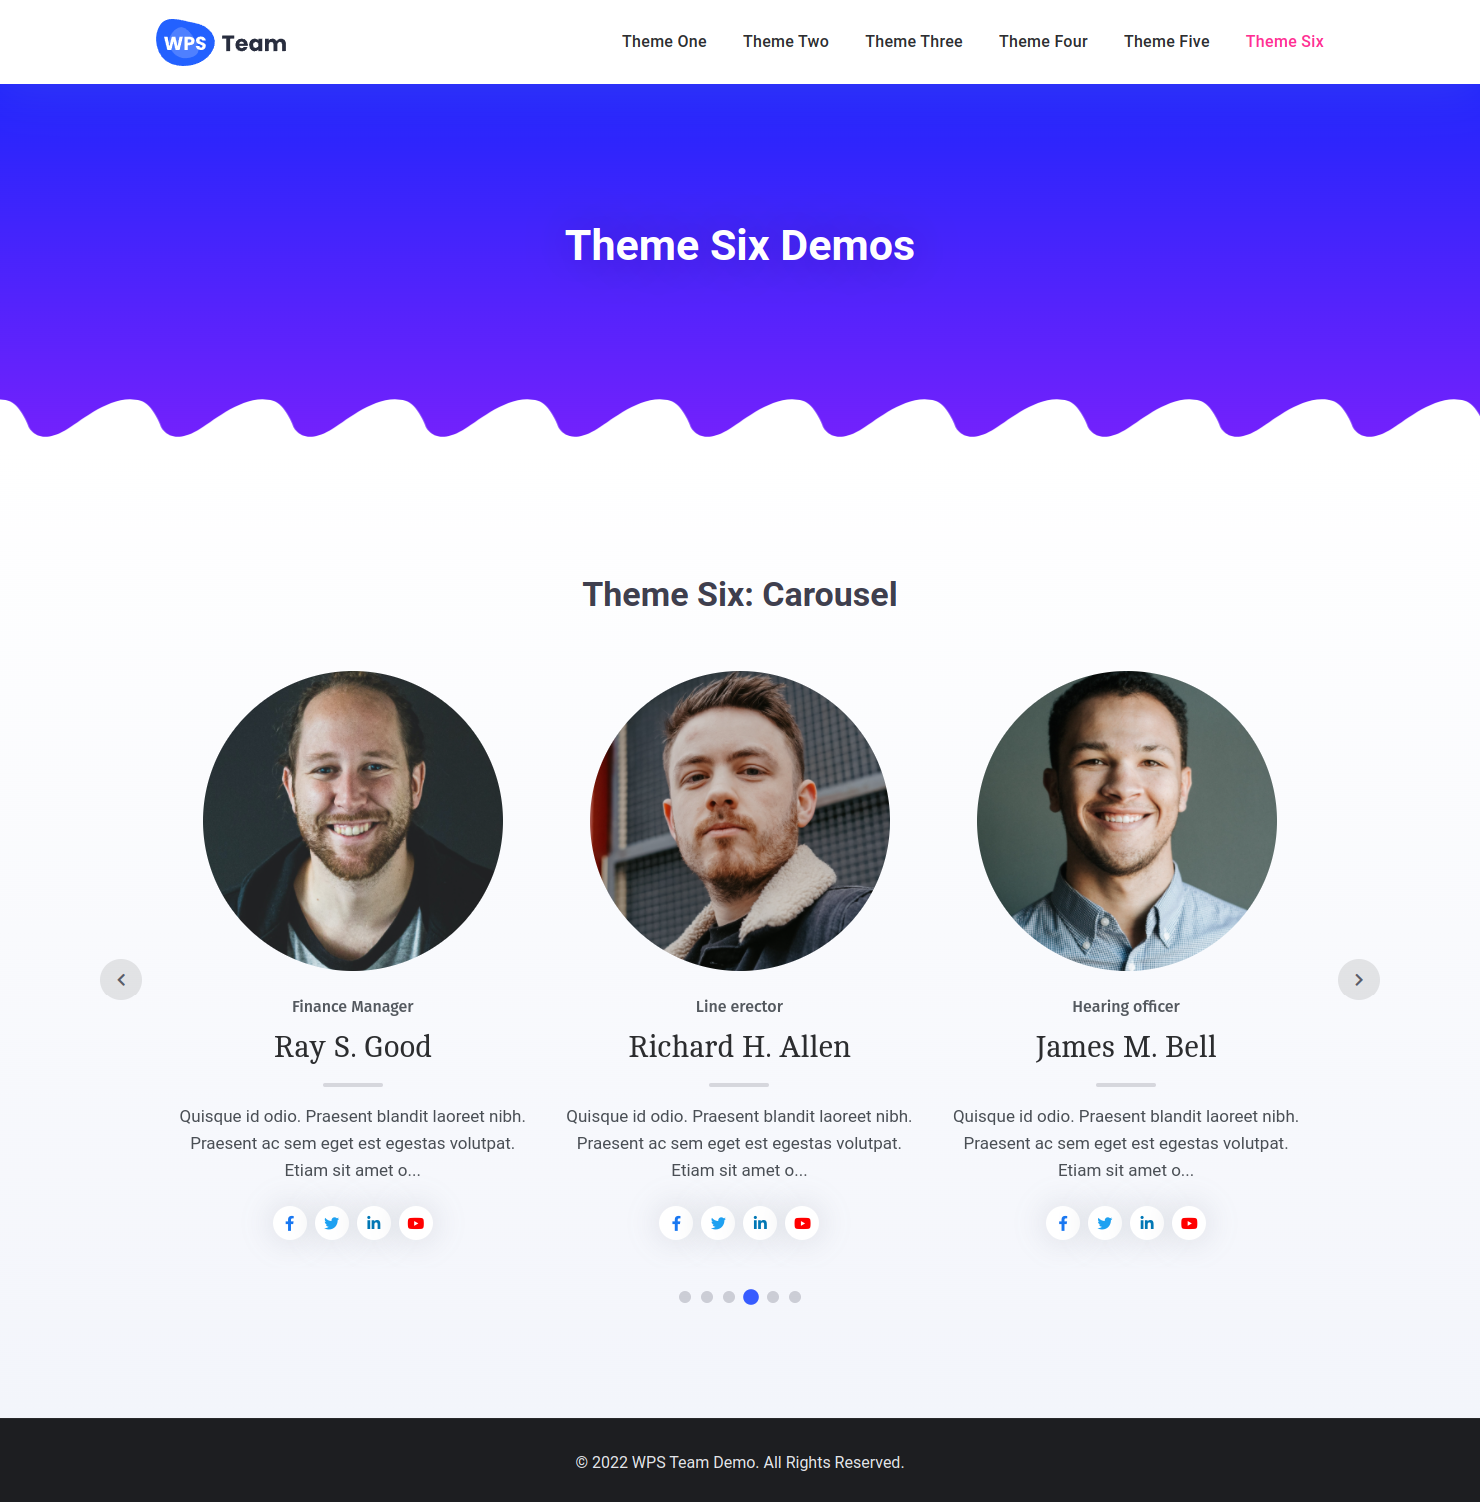 WPS Team
Theme One
Theme Two
Theme Three
Theme Four
Theme Five
Theme Six
Theme Six Demos
Theme Six: Carousel
Finance Manager
Ray S. Good
Quisque id odio. Praesent blandit laoreet nibh.
Praesent ac sem eget est egestas volutpat.
Etiam sit amet o...
Line erector
Richard H. Allen
Quisque id odio. Praesent blandit laoreet nibh.
Praesent ac sem eget est egestas volutpat.
Etiam sit amet o...
Hearing officer
James M. Bell
Quisque id odio. Praesent blandit laoreet nibh.
Praesent ac sem eget est egestas volutpat.
Etiam sit amet o...
© 2022 WPS Team Demo. All Rights Reserved.